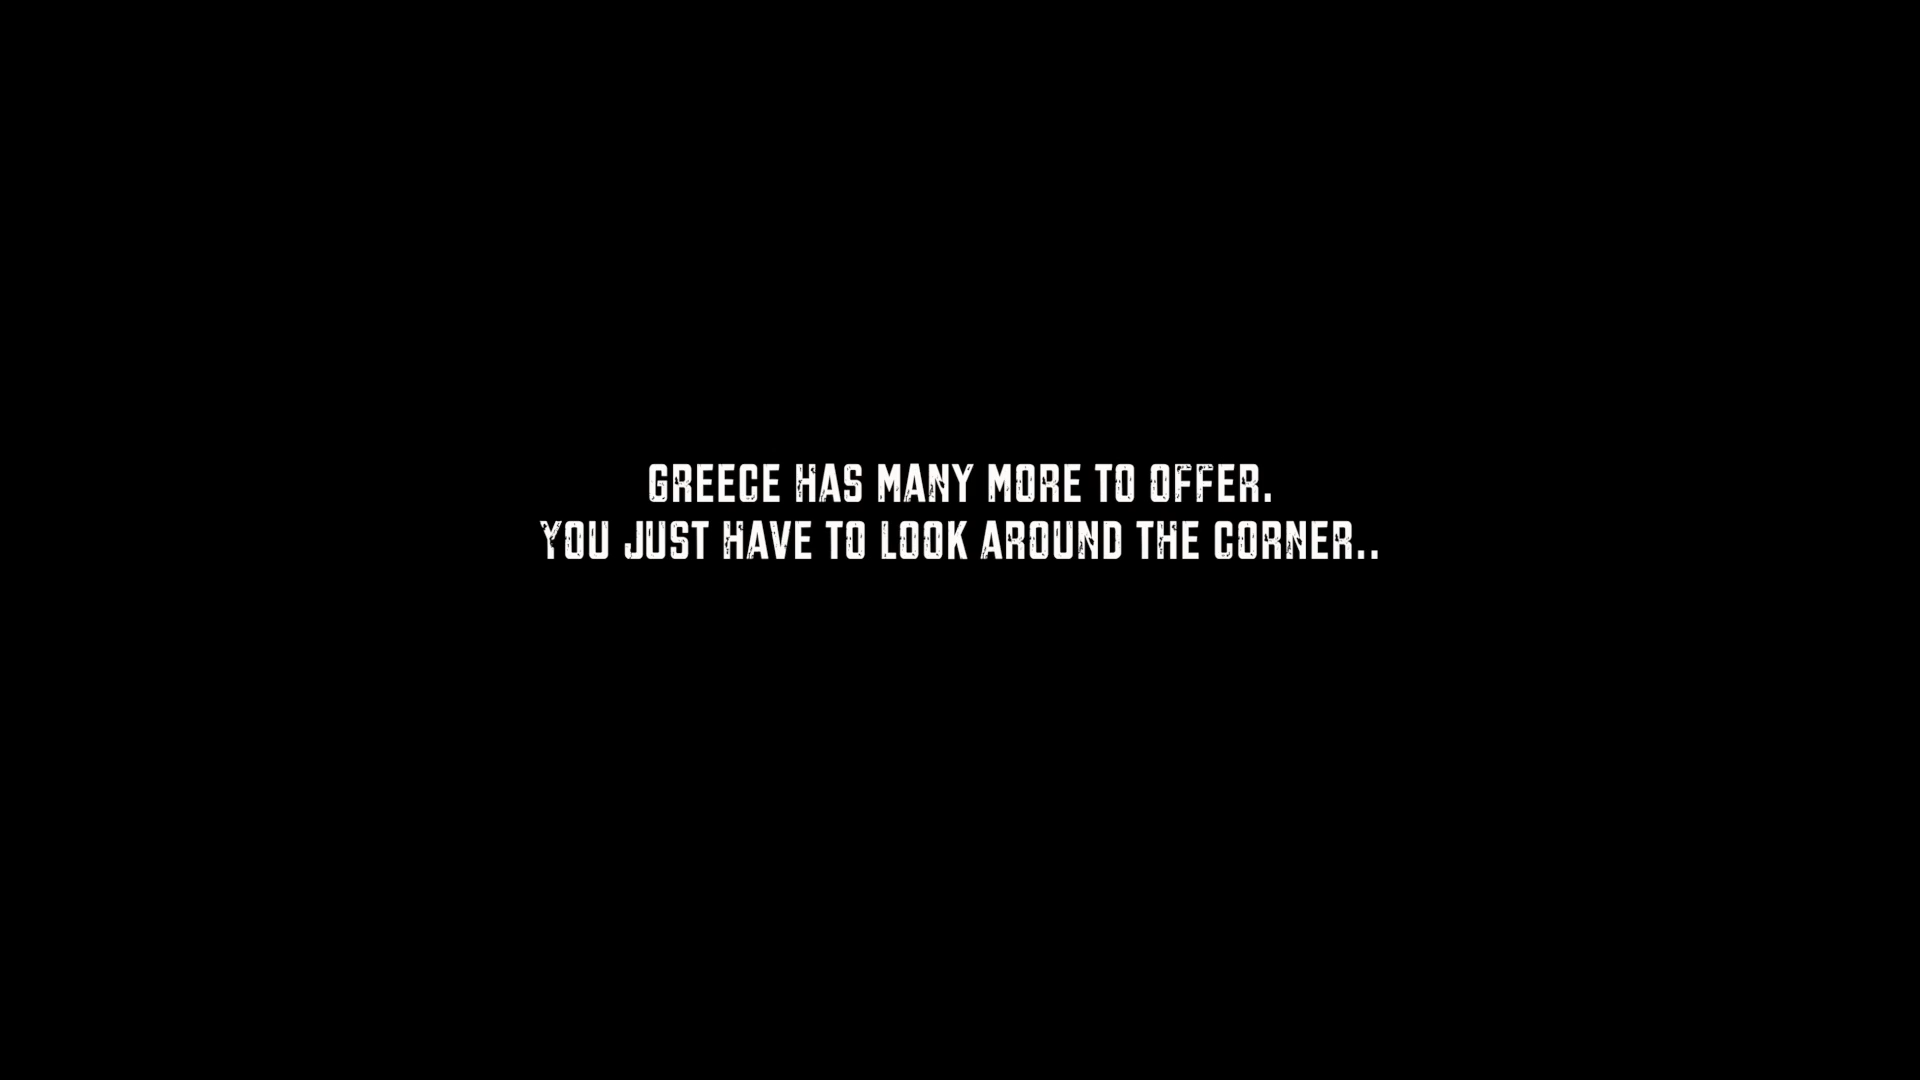 GREECE HAS MANY MORE TO OFFER.
YOU JUST HAVE TO LOOK AROUND THE CORNER..